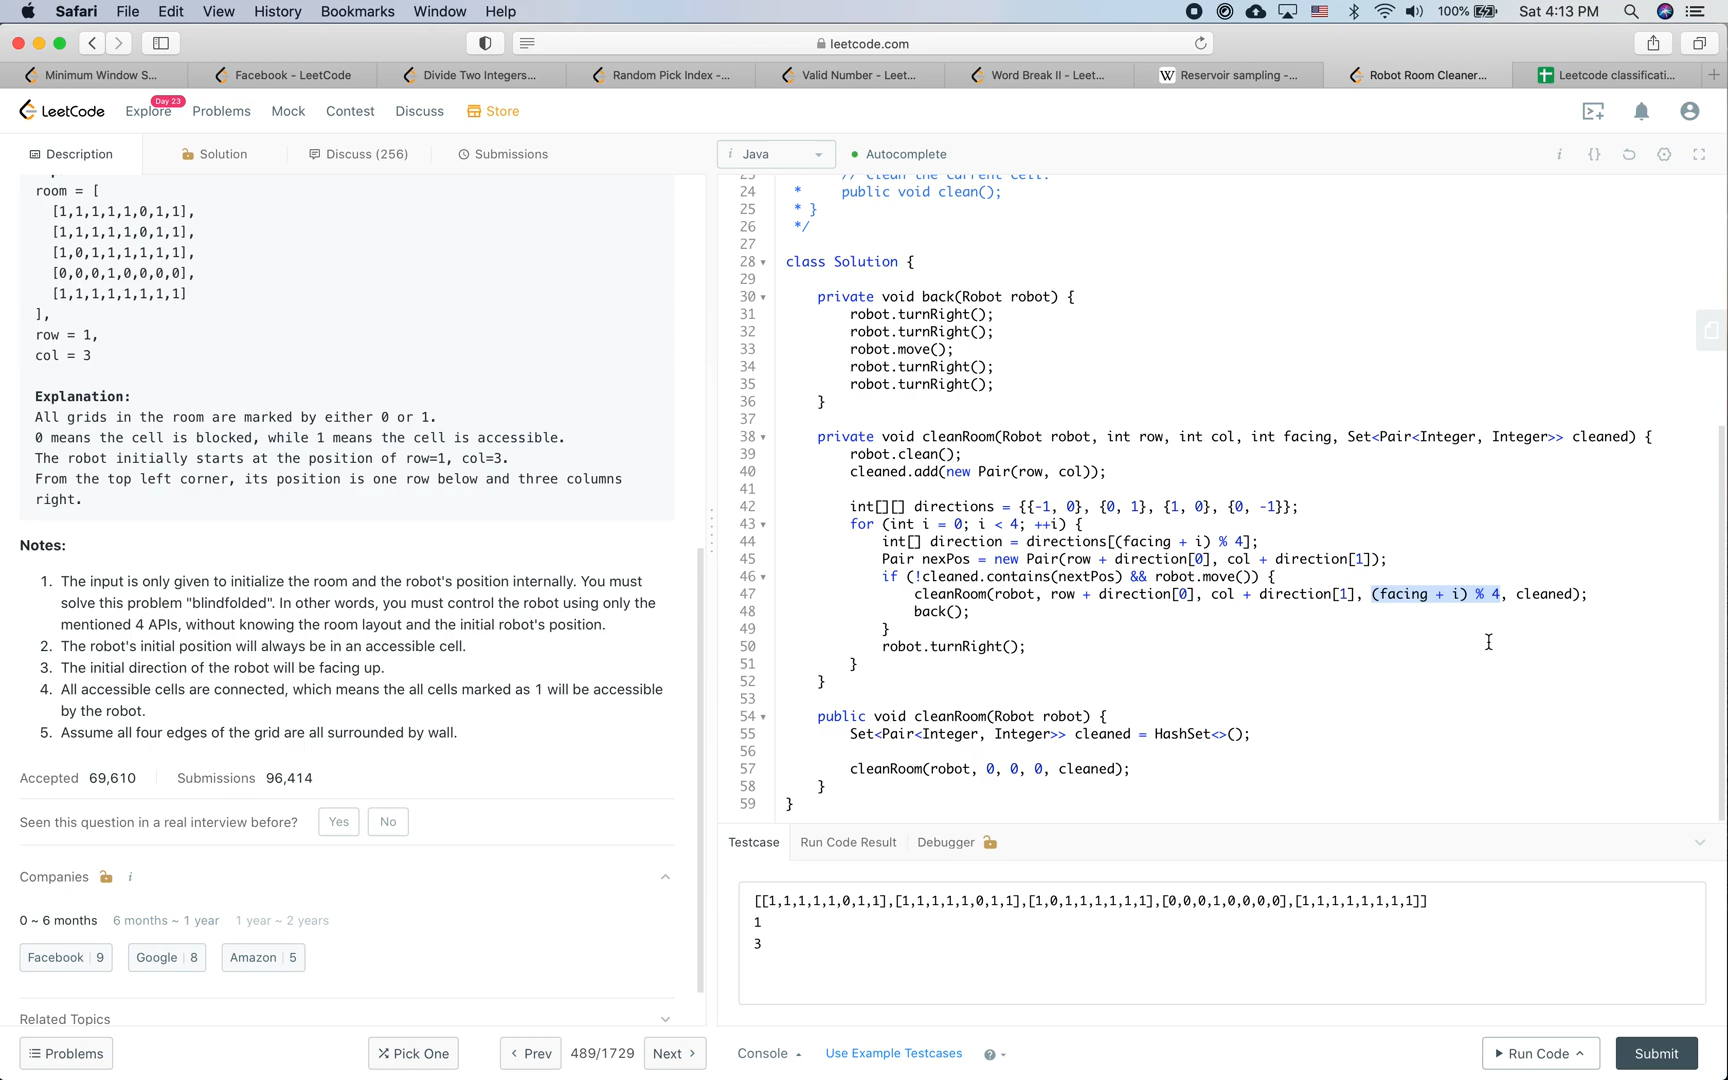 Safari File Edit View History Bookmarks Window Help 100% Sat 4:13 PM
leetcode.com
Minimum Window S... Facebook - LeetCode Divide Two Integers... Random Pick Index -... Valid Number - Leet... Word Break II - Leet... W Reservoir sampling -... Robot Room Cleaner... Leetcode classificati...
LeetCode Explore Day 23 Problems Mock Contest Discuss Store
Description Solution Discuss (256) Submissions
room = [
[1,1,1,1,1,0,1,1],
[1,1,1,1,1,0,1,1],
[1,0,1,1,1,1,1,1],
[0,0,0,1,0,0,0,0],
[1,1,1,1,1,1,1,1]
],
row = 1,
col = 3
Explanation:
All grids in the room are marked by either 0 or 1.
0 means the cell is blocked, while 1 means the cell is accessible.
The robot initially starts at the position of row=1, col=3.
From the top left corner, its position is one row below and three columns
right.
Notes:
1. The input is only given to initialize the room and the robot's position internally. You must
solve this problem "blindfolded". In other words, you must control the robot using only the
mentioned 4 APIs, without knowing the room layout and the initial robot's position.
2. The robot's initial position will always be in an accessible cell.
3. The initial direction of the robot will be facing up.
4. All accessible cells are connected, which means the all cells marked as 1 will be accessible
by the robot.
5. Assume all four edges of the grid are all surrounded by wall.
Accepted 69,610 Submissions 96,414
Seen this question in a real interview before? Yes No
Companies i
0 ~ 6 months 6 months ~ 1 year 1 year ~ 2 years
Facebook 9 Google 8 Amazon 5
Related Topics
Problems Pick One < Prev 489/1729 Next >
i Java Autocomplete i {}
23 // Clean the current cell.
24 * public void clean();
25 * }
26 */
27
28 class Solution {
29
30 private void back(Robot robot) {
31 robot.turnRight();
32 robot.turnRight();
33 robot.move();
34 robot.turnRight();
35 robot.turnRight();
36 }
37
38 private void cleanRoom(Robot robot, int row, int col, int facing, Set<Pair<Integer, Integer>> cleaned) {
39 robot.clean();
40 cleaned.add(new Pair(row, col));
41
42 int[][] directions = {{-1, 0}, {0, 1}, {1, 0}, {0, -1}};
43 for (int i = 0; i < 4; ++i) {
44 int[] direction = directions[(facing + i) % 4];
45 Pair nexPos = new Pair(row + direction[0], col + direction[1]);
46 if (!cleaned.contains(nextPos) && robot.move()) {
47 cleanRoom(robot, row + direction[0], col + direction[1], (facing + i) % 4, cleaned);
48 back();
49 }
50 robot.turnRight();
51 }
52 }
53
54 public void cleanRoom(Robot robot) {
55 Set<Pair<Integer, Integer>> cleaned = HashSet<>();
56
57 cleanRoom(robot, 0, 0, 0, cleaned);
58 }
59 }
Testcase Run Code Result Debugger
[[1,1,1,1,1,0,1,1],[1,1,1,1,1,0,1,1],[1,0,1,1,1,1,1,1],[0,0,0,1,0,0,0,0],[1,1,1,1,1,1,1,1]]
1
3
Console Use Example Testcases ? Run Code Submit